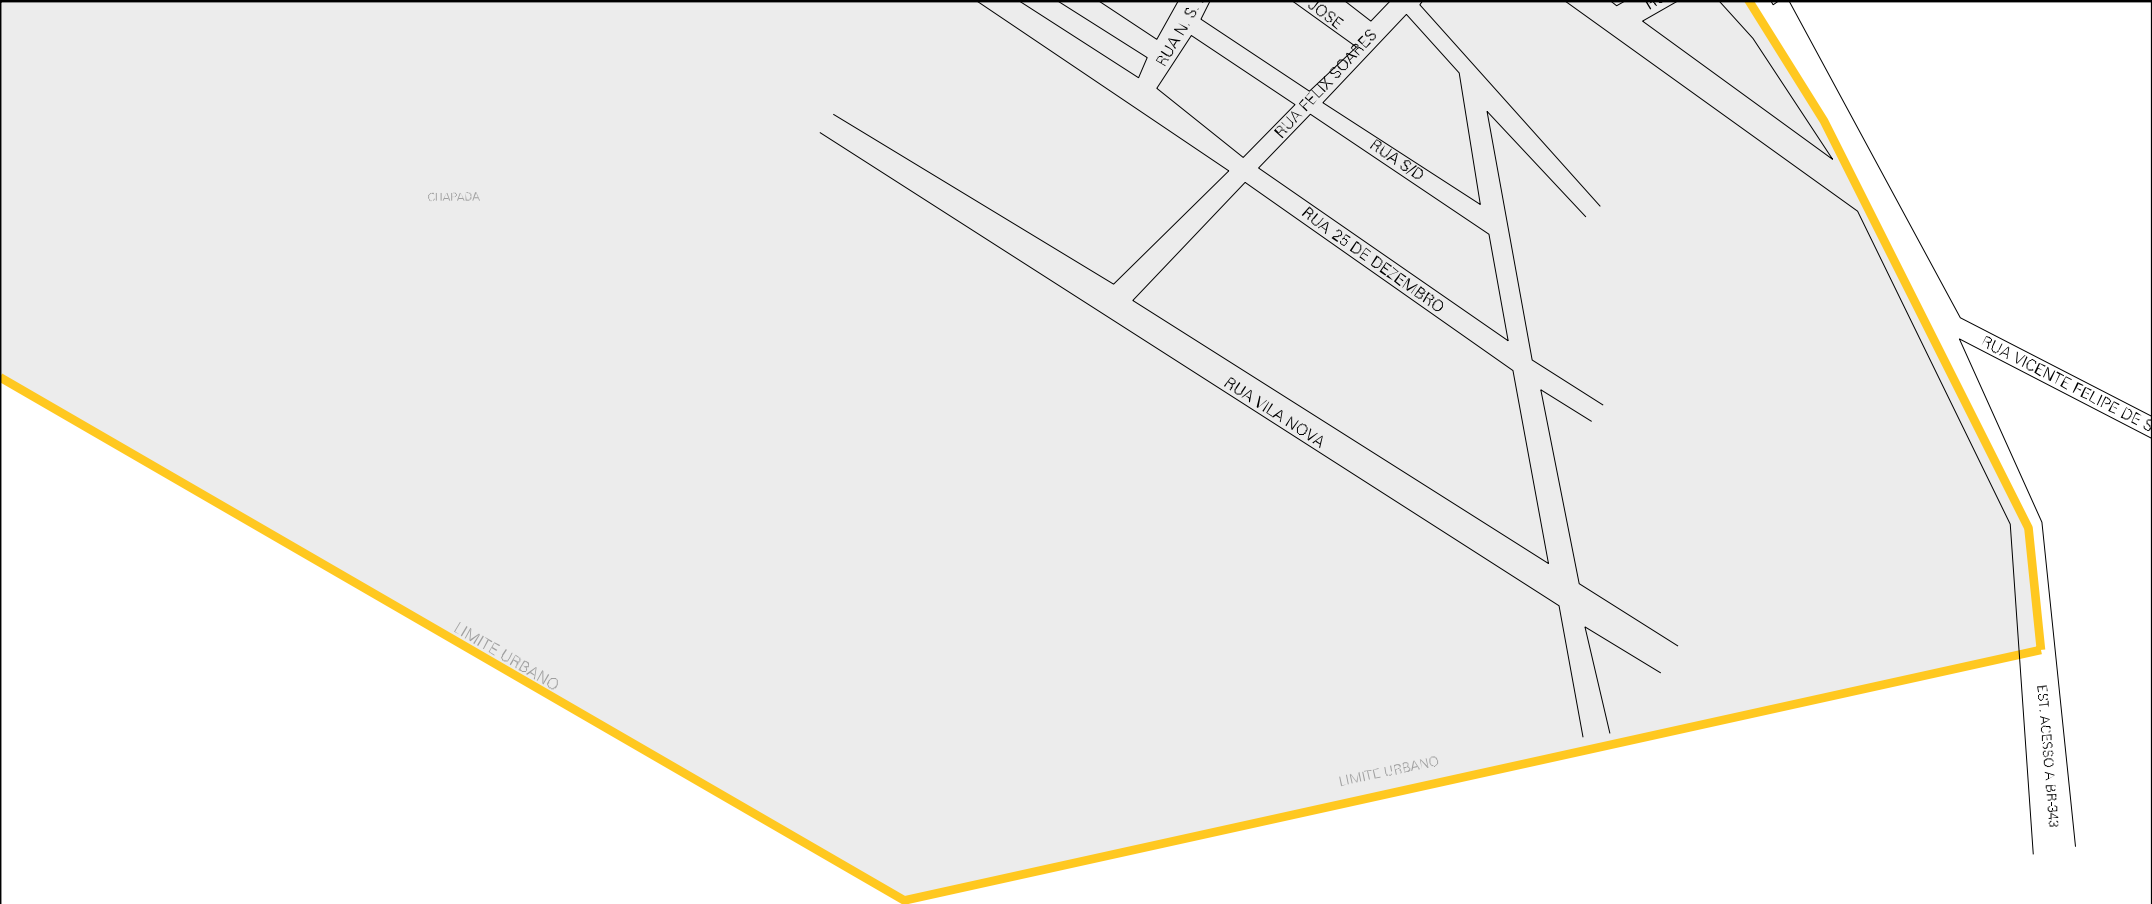 RUA N. S.
JOSE
RUA FELIX SOARES
RUA S/D
CHAPADA
RUA 25 DE DEZEMBRO
RUA VICENTE FELIPE DE S
RUA VILA NOVA
LIMITE URBANO
LIMITE URBANO
EST. ACESSO A BR-343